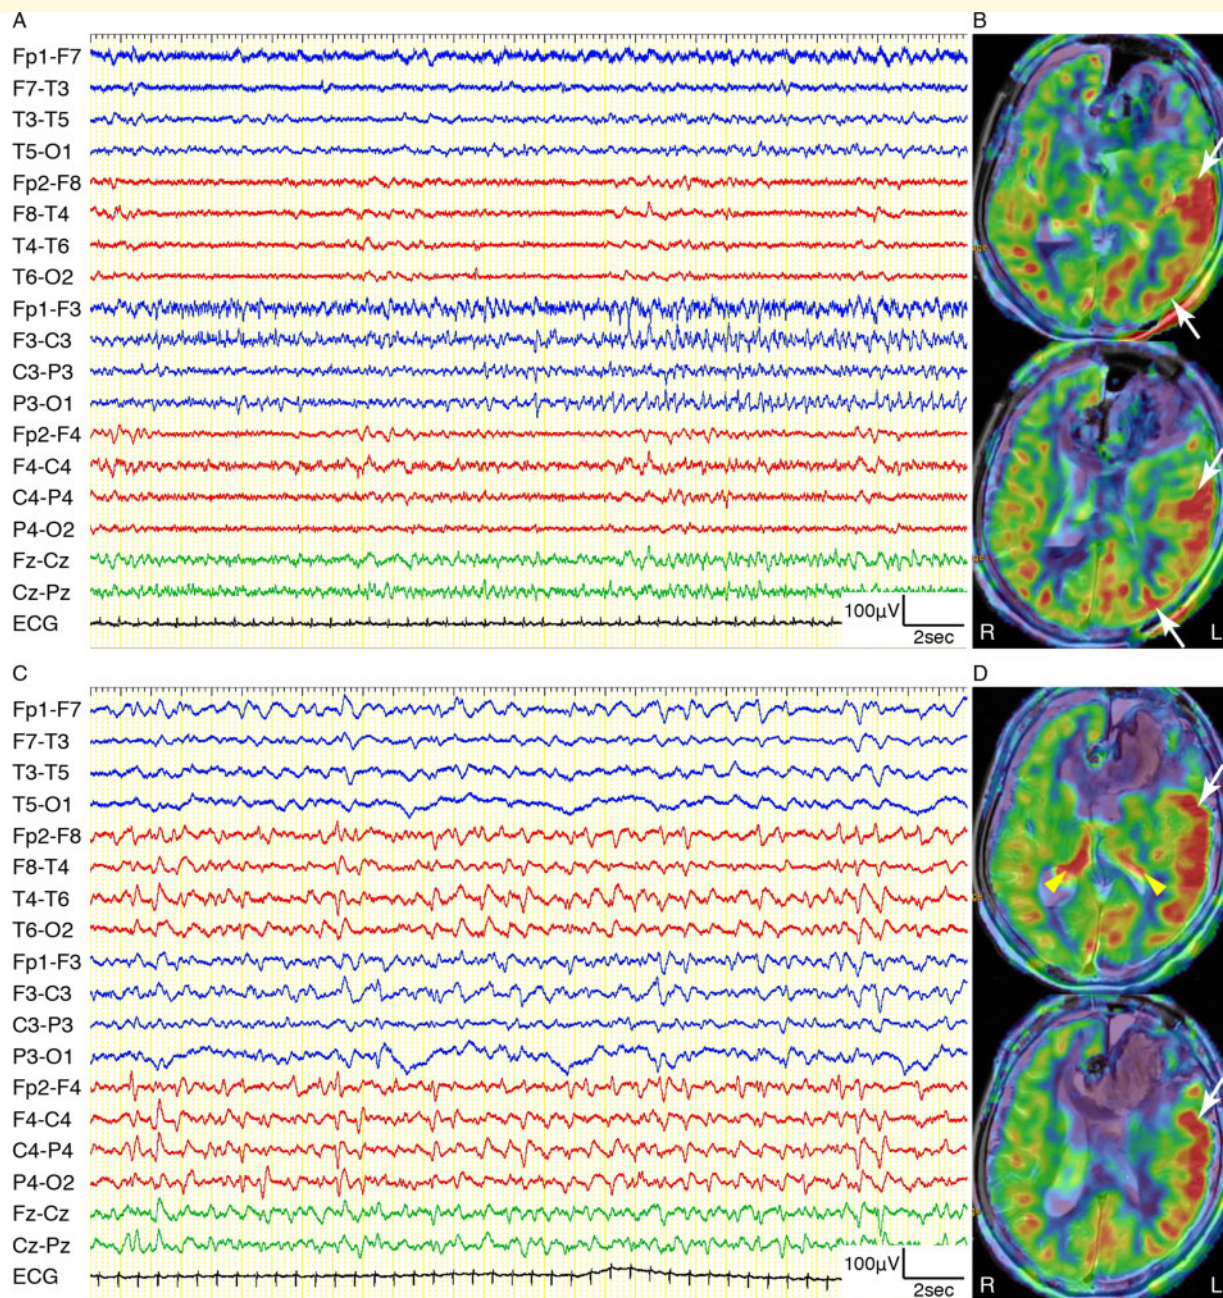 A
Fp1-F7
F7-T3
T3-T5
T5-O1
Fp2-F8
F8-T4
T4-T6
T6-O2
Fp1-F3
F3-C3
C3-P3
P3-O1
Fp2-F4
F4-C4
C4-P4
P4-O2
Fz-Cz
Cz-Pz
ECG
100μV
2sec
B
R L
C
Fp1-F7
F7-T3
T3-T5
T5-O1
Fp2-F8
F8-T4
T4-T6
T6-O2
Fp1-F3
F3-C3
C3-P3
P3-O1
Fp2-F4
F4-C4
C4-P4
P4-O2
Fz-Cz
Cz-Pz
ECG
100μV
2sec
D
R L